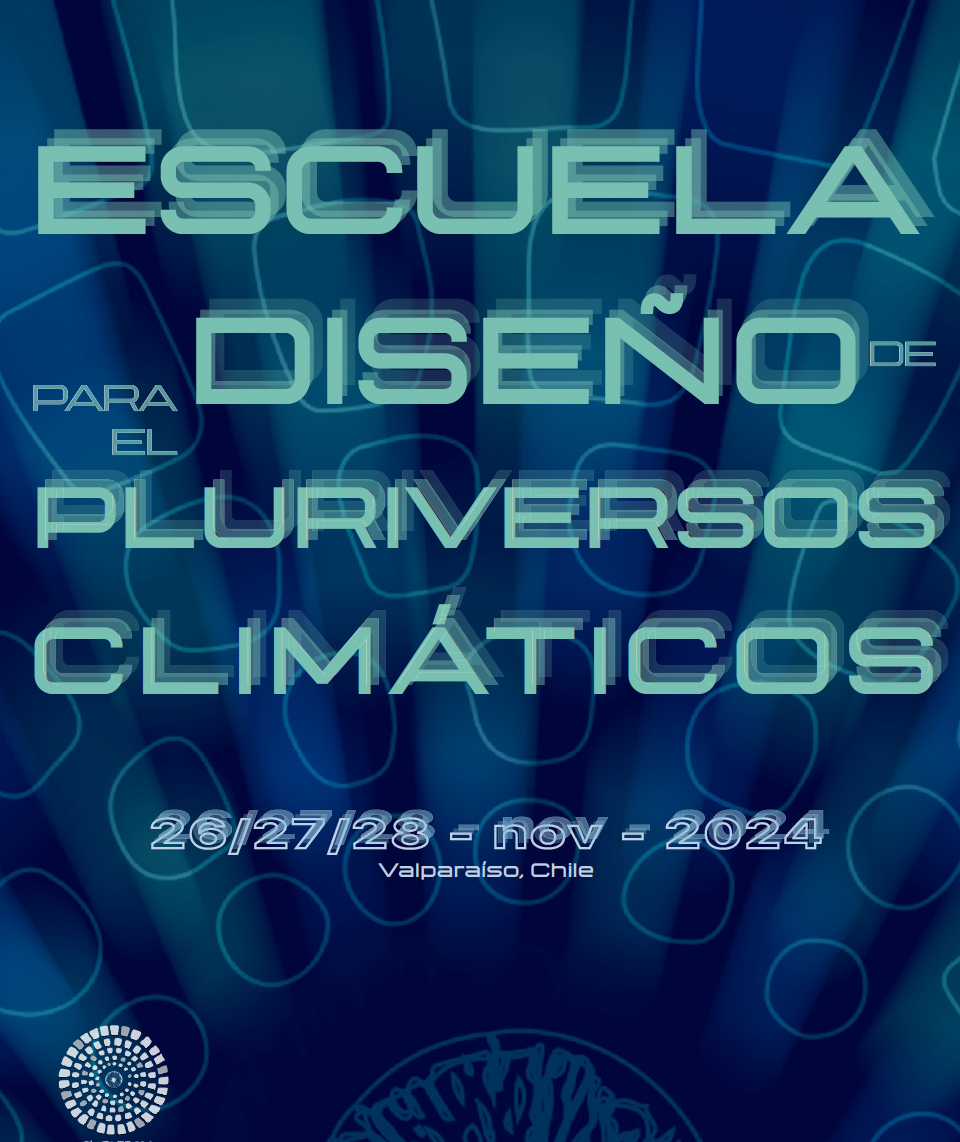 ESCUELA
DE
DISEÑO
PARA
EL
PLURIVERSOS
CLIMÁTICOS
26/27/28 - nov - 2024
Valparaíso, Chile